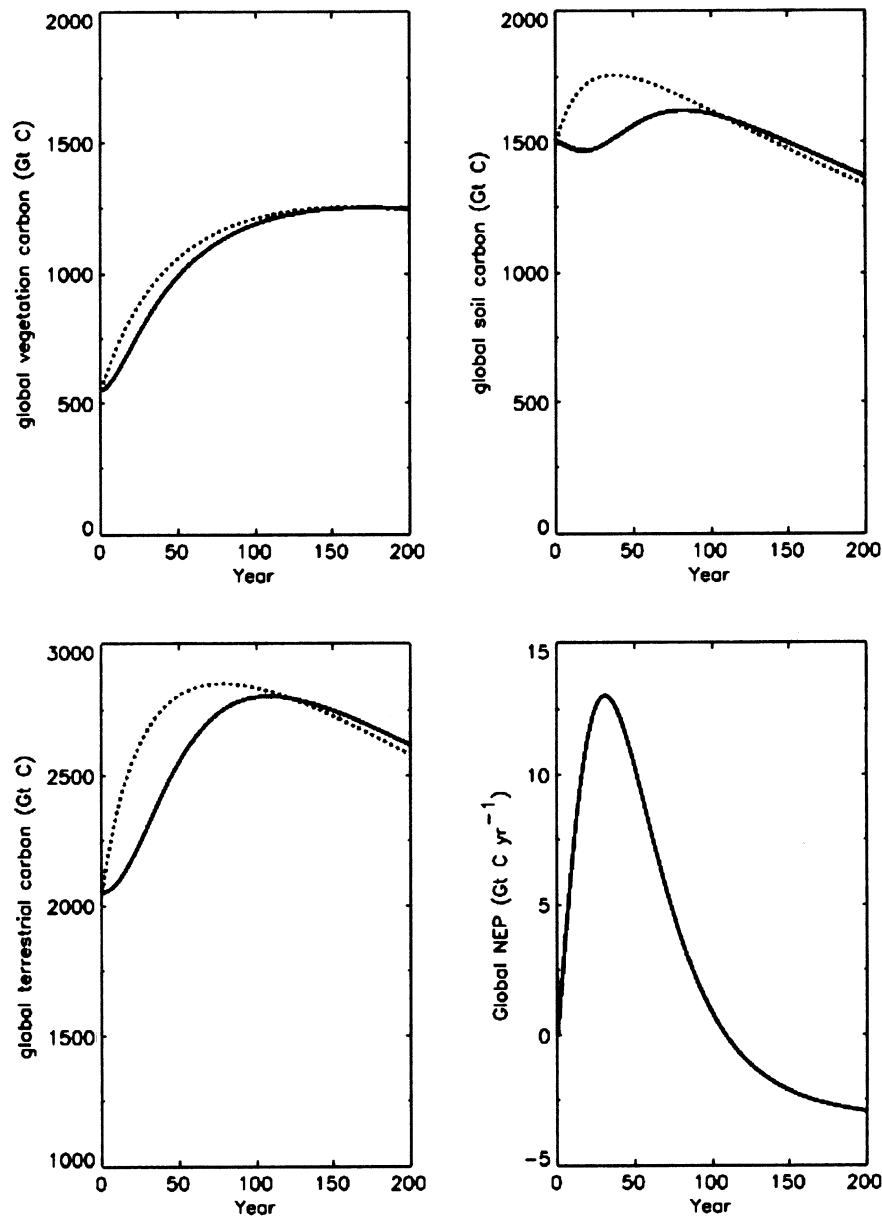 global vegetation carbon (Gt C)
2000
1500
1000
500
0
0 50 100 150 200
Year
global soil carbon (Gt C)
2000
1500
1000
500
0
0 50 100 150 200
Year
global terrestrial carbon (Gt C)
3000
2500
2000
1500
1000
0 50 100 150 200
Year
Global NEP (Gt C yr⁻¹)
15
10
5
0
-5
0 50 100 150 200
Year